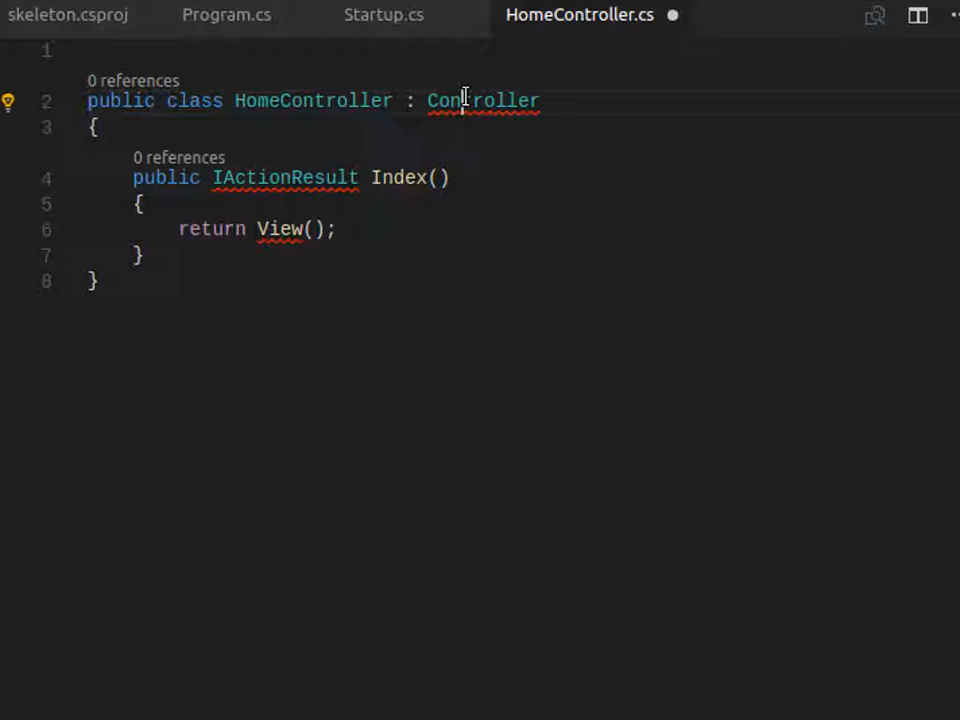 skeleton.csproj Program.cs Startup.cs HomeController.cs
1
0 references
2 public class HomeController : Controller
3 {
0 references
4 public IActionResult Index()
5 {
6 return View();
7 }
8 }